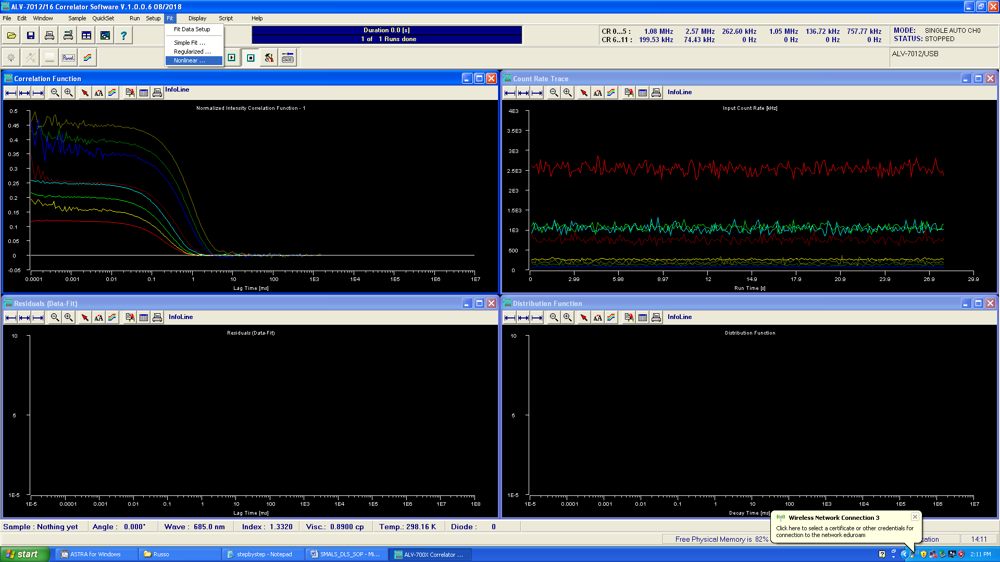 ALV-7012/16 Correlator Software V.1.0.0.6 08/2018
File Edit Window Sample QuickSet Run Setup Fit Display Script Help
Fit Data Setup
Simple Fit ...
Regularized ...
Nonlinear ...
Panel
Duration 0.0 [s]
1 of 1 Runs done
CR 0...5 : 1.08 MHz 2.57 MHz 262.60 kHz 1.05 MHz 136.72 kHz 757.77 kHz
CR 6..11 : 199.53 kHz 74.43 kHz 0 Hz 0 Hz 0 Hz 0 Hz
MODE: SINGLE AUTO CH0
STATUS: STOPPED
ALV-7012/USB
Correlation Function
InfoLine
Normalized Intensity Correlation Function - 1
0.5
0.45
0.4
0.35
0.3
0.25
0.2
0.15
0.1
0.05
0
-0.05
0.0001 0.001 0.01 0.1 1 10 100 1E3 1E4 1E5 1E6 1E7
Lag Time [ms]
Count Rate Trace
InfoLine
Input Count Rate [kHz]
4E3
3.5E3
3E3
2.5E3
2E3
1.5E3
1E3
500
0
0 2.99 5.98 8.97 12 14.9 17.9 20.9 23.9 26.9 29.9
Run Time [s]
Residuals (Data-Fit)
InfoLine
Residuals (Data-Fit)
10
5
1E-5
1E-5 0.0001 0.001 0.01 0.1 1 10 100 1E3 1E4 1E5 1E6 1E7 1E8
Lag Time [ms]
Distribution Function
InfoLine
Distribution Function
10
5
1E-5
1E-5 0.0001 0.001 0.01 0.1 1 10 100 1E3 1E4 1E5 1E6 1E7
Decay Time [ms]
Wireless Network Connection 3
Click here to select a certificate or other credentials for
connection to the network eduroam
Sample : Nothing yet Angle : 0.000° Wave : 685.0 nm Index : 1.3320 Visc.: 0.8900 cp Temp.: 298.16 K Diode : 0
Free Physical Memory is 82% 14:11
start ASTRA for Windows Russo stepbystep - Notepad SMALS_DLS_SOP - Mi... ALV-700X Correlator ... 2:11 PM